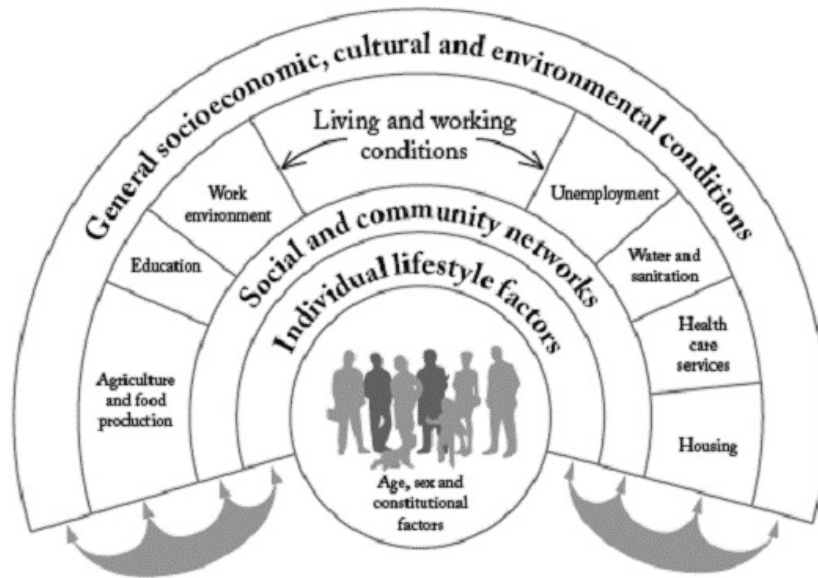 General socioeconomic, cultural and environmental conditions
Living and working
conditions
Work
environment
Unemployment
Education
Water and
sanitation
Agriculture
and food
production
Health
care
services
Housing
Social and community networks
Individual lifestyle factors
Age, sex and
constitutional
factors